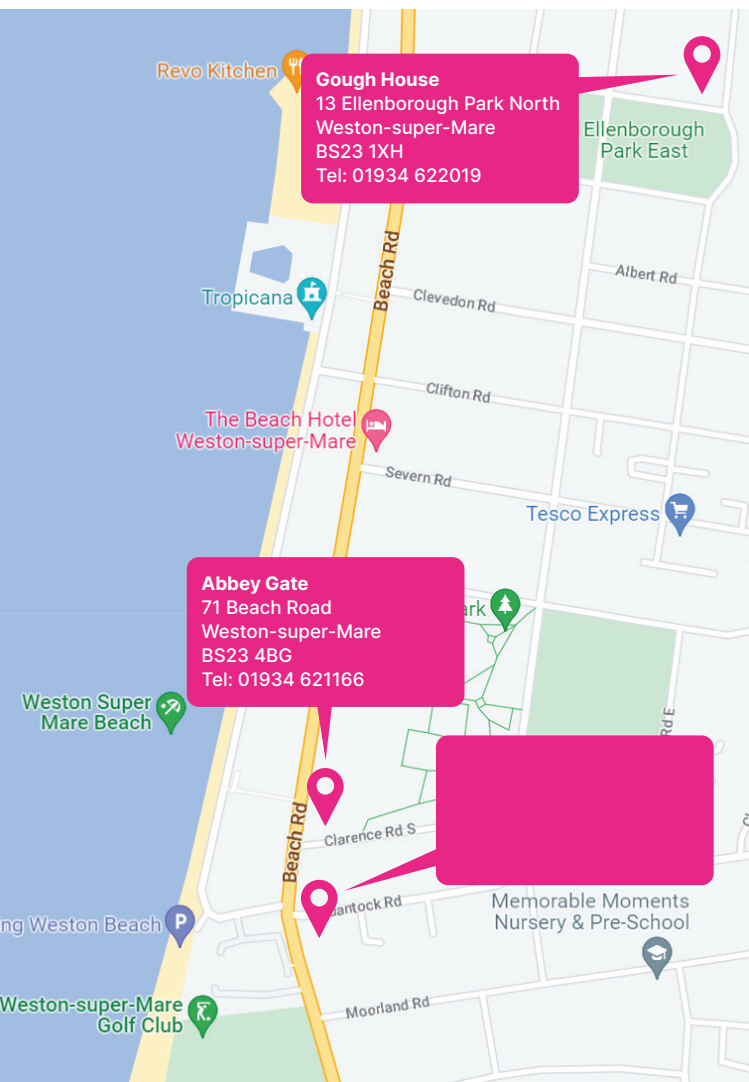 Revo Kitchen
Gough House
13 Ellenborough Park North
Weston-super-Mare
BS23 1XH
Tel: 01934 622019
Ellenborough
Park East
Beach Rd
Albert Rd
Tropicana
Clevedon Rd
Clifton Rd
The Beach Hotel
Weston-super-Mare
Severn Rd
Tesco Express
Abbey Gate
71 Beach Road
Weston-super-Mare
BS23 4BG
Tel: 01934 621166
ark
Weston Super
Mare Beach
Rd E
Beach Rd
Clarence Rd S
antock Rd
Memorable Moments
Nursery & Pre-School
ng Weston Beach
P
Weston-super-Mare
Golf Club
Moorland Rd